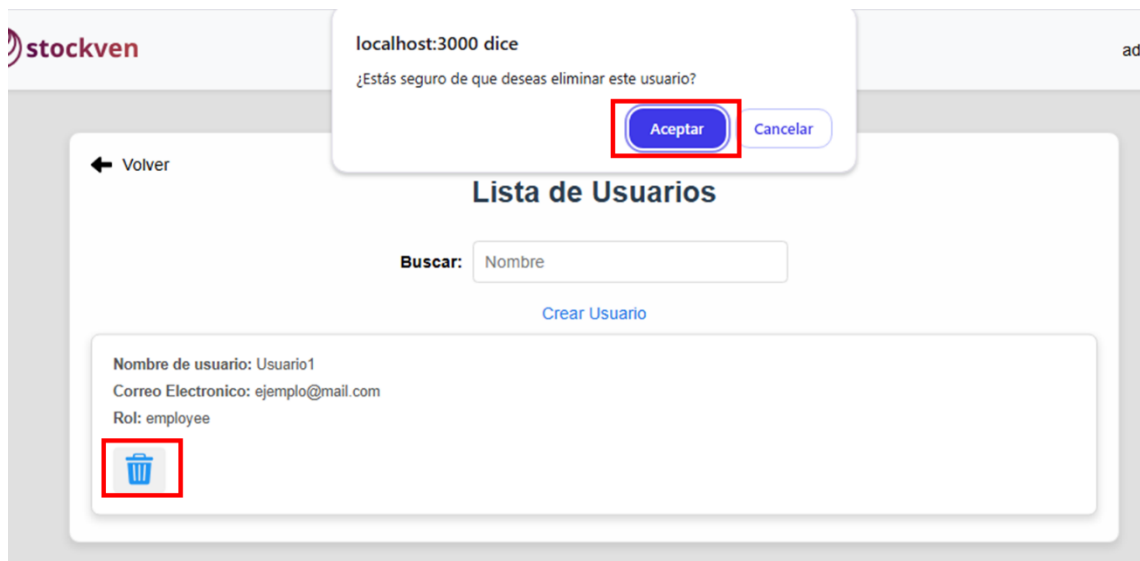 stockven
localhost:3000 dice
ad
¿Estás seguro de que deseas eliminar este usuario?
Aceptar
Cancelar
Volver
Lista de Usuarios
Buscar: Nombre
Crear Usuario
Nombre de usuario: Usuario1
Correo Electronico: ejemplo@mail.com
Rol: employee